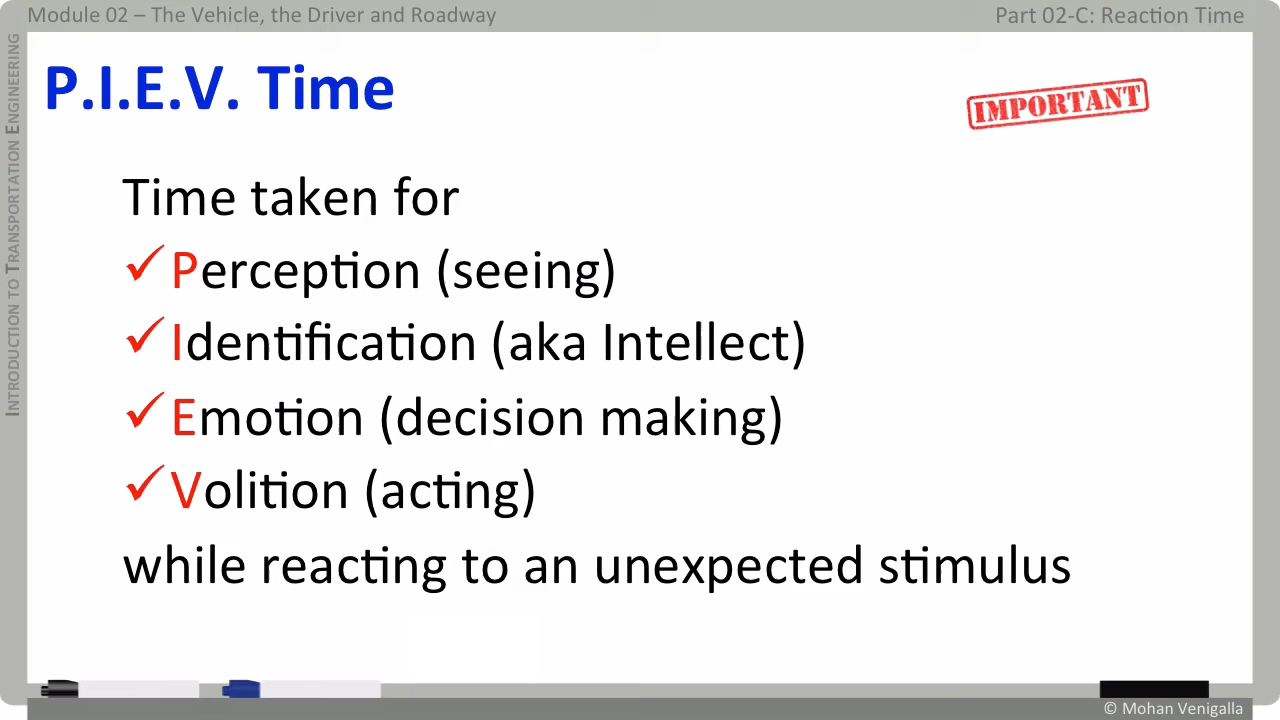 Module 02 – The Vehicle, the Driver and Roadway
Part 02-C: Reaction Time
INTRODUCTION TO TRANSPORTATION ENGINEERING
P.I.E.V. Time
IMPORTANT
Time taken for
✓Perception (seeing)
✓Identification (aka Intellect)
✓Emotion (decision making)
✓Volition (acting)
while reacting to an unexpected stimulus
© Mohan Venigalla